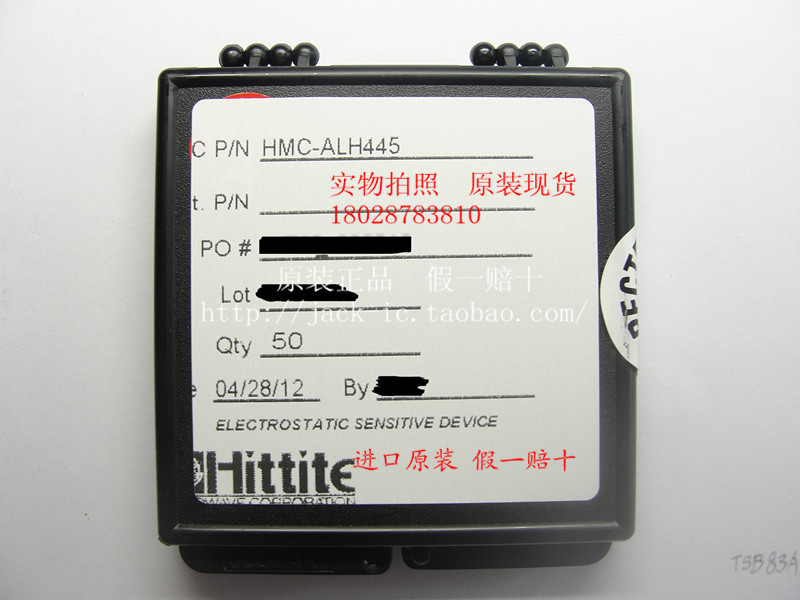 C P/N HMC-ALH445
实物拍照 原装现货
t. P/N
18028783810
PO #
原装正品 假一赔十
Lot
http://jack-ic.taobao.com/
Qty 50
e 04/28/12 By
ELECTROSTATIC SENSITIVE DEVICE
Hittite
进口原装 假一赔十
WAVE CORPORATION
TSB83A